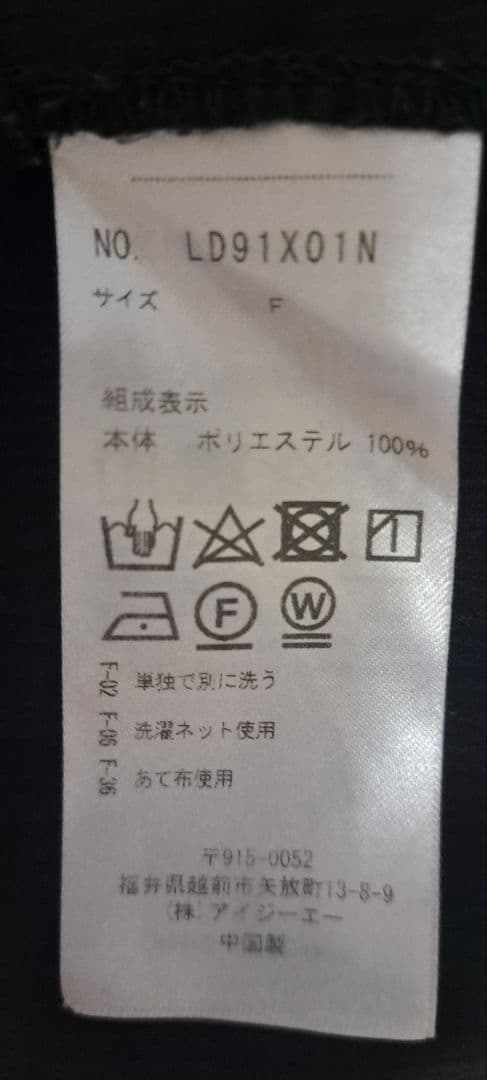 NO. LD91X01N
サイズ F
組成表示
本体 ポリエステル 100%
F
W
F-02 単独で別に洗う
F-06 洗濯ネット使用
F-36 あて布使用
〒915-0052
福井県越前市矢放町13-8-9
(株)アイジーエー
中国製